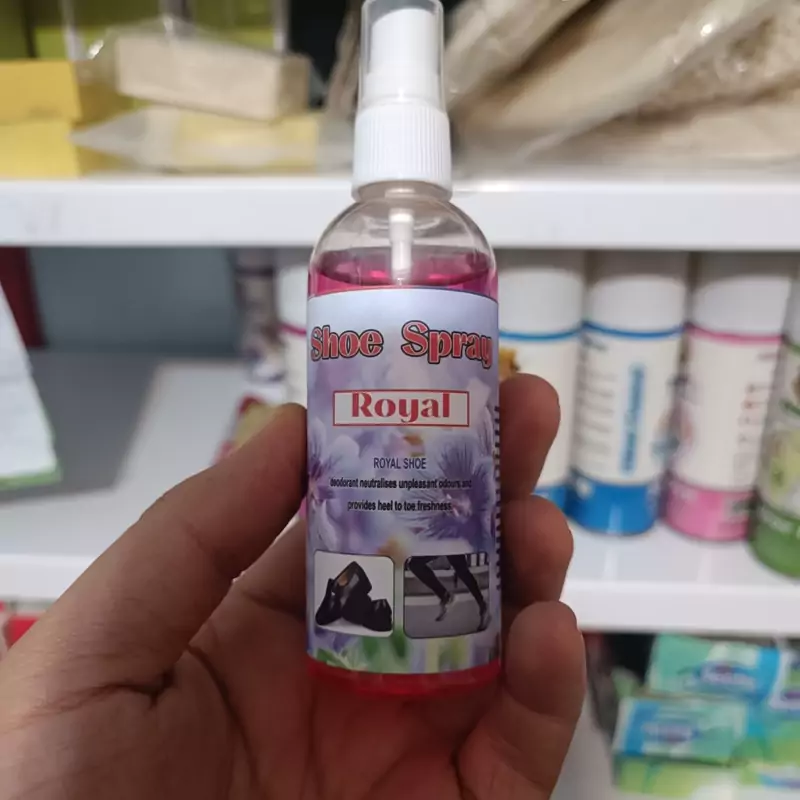 Shoe Spray
Royal
ROYAL SHOE
deodorant neutralises unpleasant odours and
provides heel to toe freshness